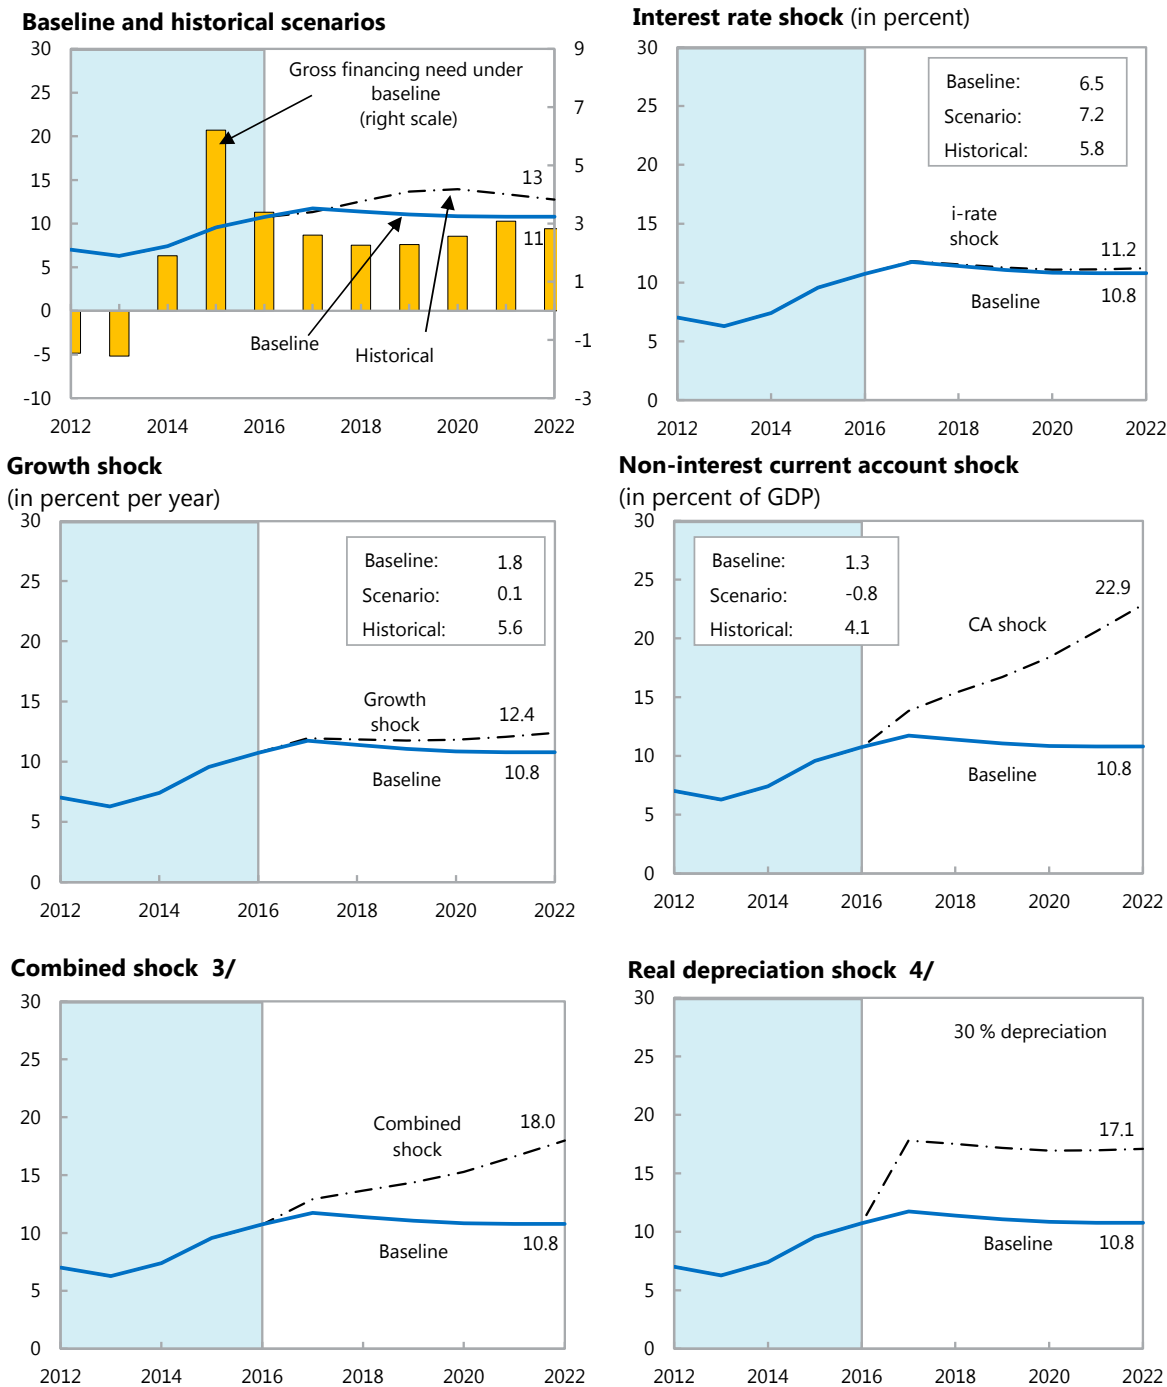 Baseline and historical scenarios
30
25
20
15
10
5
0
-5
-10
9
7
5
3
1
-1
-3
Gross financing need under
baseline
(right scale)
13
11
Baseline
Historical
2012 2014 2016 2018 2020 2022
Interest rate shock (in percent)
30
25
20
15
10
5
0
Baseline: 6.5
Scenario: 7.2
Historical: 5.8
i-rate
shock
11.2
10.8
Baseline
2012 2014 2016 2018 2020 2022
Growth shock
(in percent per year)
30
25
20
15
10
5
0
Baseline: 1.8
Scenario: 0.1
Historical: 5.6
Growth
shock
12.4
10.8
Baseline
2012 2014 2016 2018 2020 2022
Non-interest current account shock
(in percent of GDP)
30
25
20
15
10
5
0
Baseline: 1.3
Scenario: -0.8
Historical: 4.1
22.9
CA shock
Baseline
10.8
2012 2014 2016 2018 2020 2022
Combined shock 3/
30
25
20
15
10
5
0
Combined
shock
18.0
10.8
Baseline
2012 2014 2016 2018 2020 2022
Real depreciation shock 4/
30
25
20
15
10
5
0
30 % depreciation
17.1
Baseline
10.8
2012 2014 2016 2018 2020 2022